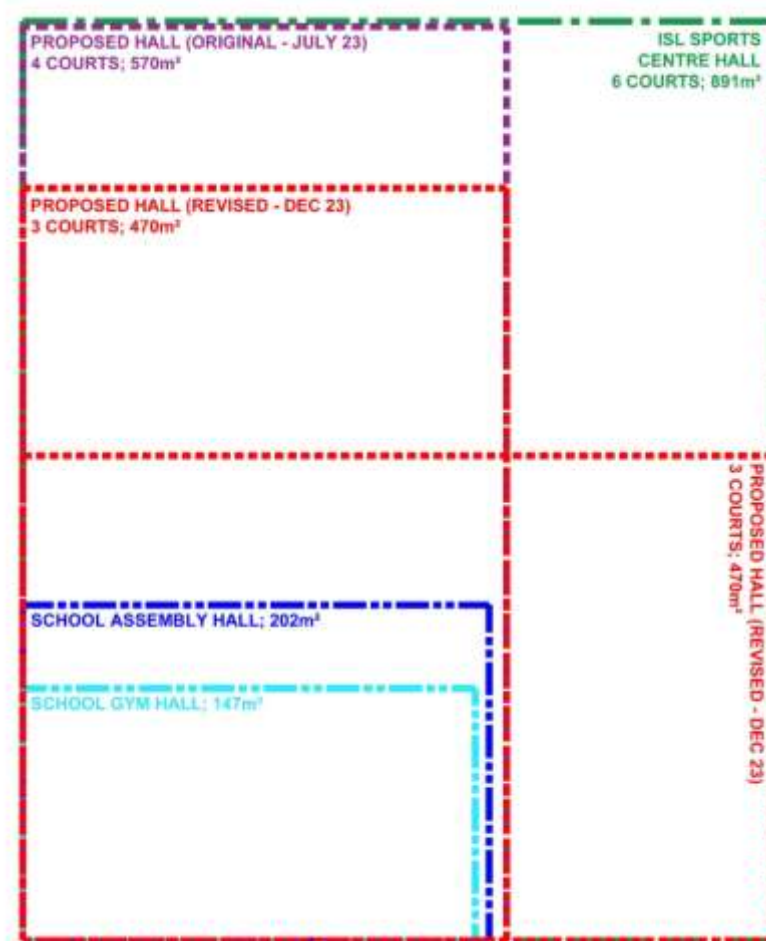 PROPOSED HALL (ORIGINAL - JULY 23)
4 COURTS; 570m²
ISL SPORTS
CENTRE HALL
6 COURTS; 891m²
PROPOSED HALL (REVISED - DEC 23)
3 COURTS; 470m²
PROPOSED HALL (REVISED - DEC 23)
3 COURTS; 470m²
SCHOOL ASSEMBLY HALL; 202m²
SCHOOL GYM HALL; 147m²